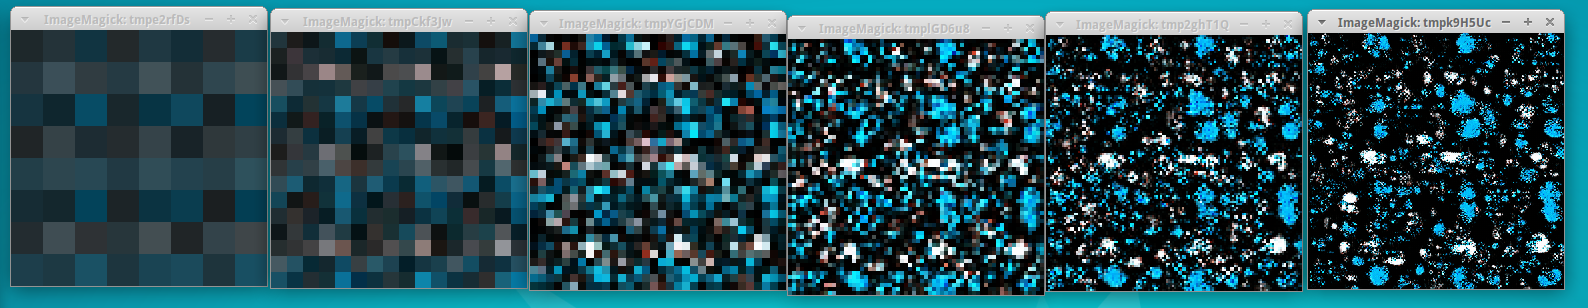 ImageMagick: tmpe2rfDs
ImageMagick: tmpCkf3Jw
ImageMagick: tmpYGjCDM
ImageMagick: tmplGD6u8
ImageMagick: tmp2ghT1Q
ImageMagick: tmpk9H5Uc